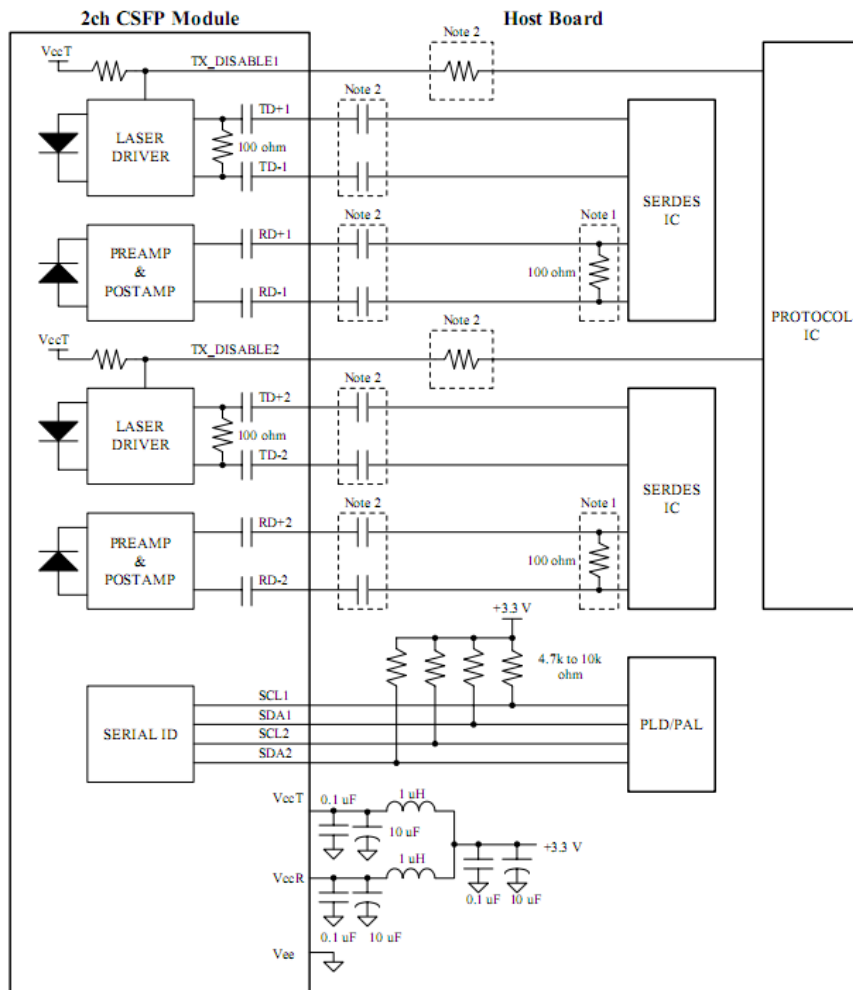 2ch CSFP Module
Host Board
VccT
TX_DISABLE1
Note 2
LASER
DRIVER
TD+1
100 ohm
TD-1
Note 2
SERDES
IC
PREAMP
&
POSTAMP
RD+1
RD-1
Note 2
Note 1
100 ohm
PROTOCOL
IC
VccT
TX_DISABLE2
Note 2
LASER
DRIVER
TD+2
100 ohm
TD-2
Note 2
SERDES
IC
PREAMP
&
POSTAMP
RD+2
RD-2
Note 2
Note 1
100 ohm
+3.3 V
4.7k to 10k
ohm
SERIAL ID
SCL1
SDA1
SCL2
SDA2
PLD/PAL
VccT
0.1 uF
1 uH
10 uF
+3.3 V
VccR
1 uH
0.1 uF
10 uF
0.1 uF
10 uF
Vee